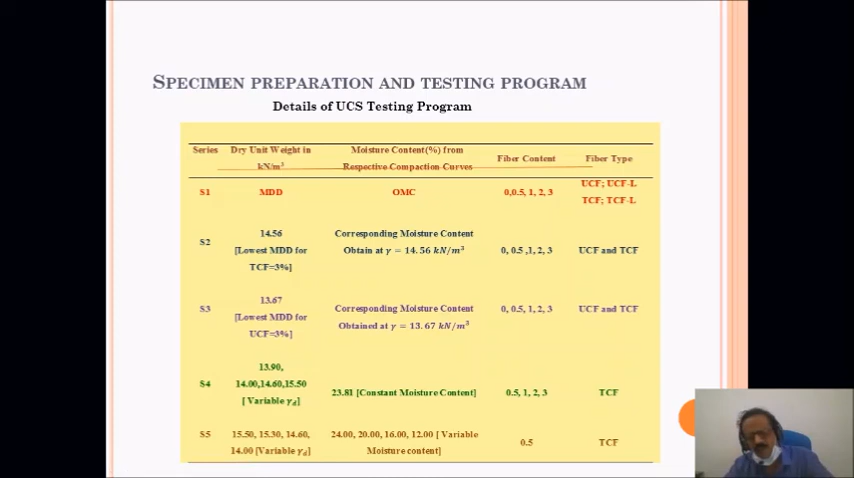 SPECIMEN PREPARATION AND TESTING PROGRAM
Details of UCS Testing Program
Series Dry Unit Weight in kN/m³ Moisture Content(%) from Respective Compaction Curves Fiber Content Fiber Type
S1 MDD OMC 0,0.5, 1, 2, 3 UCF; UCF-L TCF; TCF-L
S2 14.56 [Lowest MDD for TCF=3%] Corresponding Moisture Content Obtain at γ = 14.56 kN/m³ 0, 0.5 ,1, 2, 3 UCF and TCF
S3 13.67 [Lowest MDD for UCF=3%] Corresponding Moisture Content Obtained at γ = 13.67 kN/m³ 0, 0.5, 1, 2, 3 UCF and TCF
S4 13.90, 14.00,14.60,15.50 [ Variable γd] 23.81 [Constant Moisture Content] 0.5, 1, 2, 3 TCF
S5 15.50, 15.30, 14.60, 14.00 [Variable γd] 24.00, 20.00, 16.00, 12.00 [ Variable Moisture content] 0.5 TCF